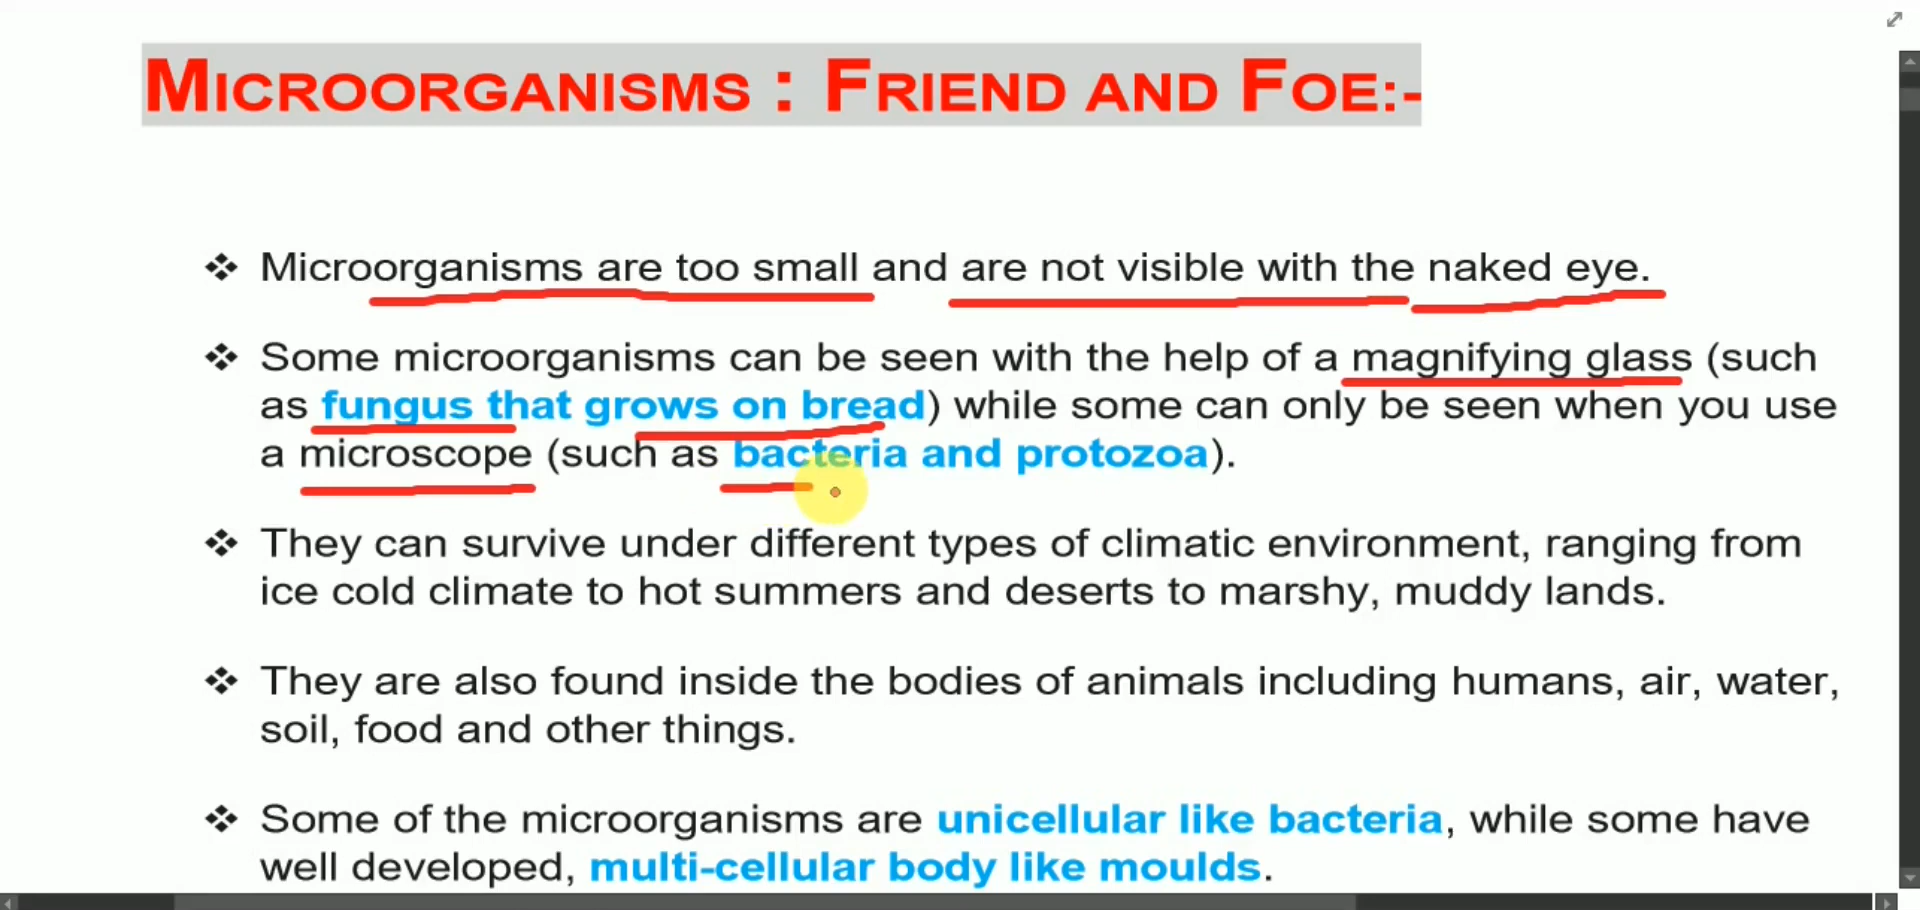 MICROORGANISMS : FRIEND AND FOE:-
❖ Microorganisms are too small and are not visible with the naked eye.
❖ Some microorganisms can be seen with the help of a magnifying glass (such
as fungus that grows on bread) while some can only be seen when you use
a microscope (such as bacteria and protozoa).
❖ They can survive under different types of climatic environment, ranging from
ice cold climate to hot summers and deserts to marshy, muddy lands.
❖ They are also found inside the bodies of animals including humans, air, water,
soil, food and other things.
❖ Some of the microorganisms are unicellular like bacteria, while some have
well developed, multi-cellular body like moulds.